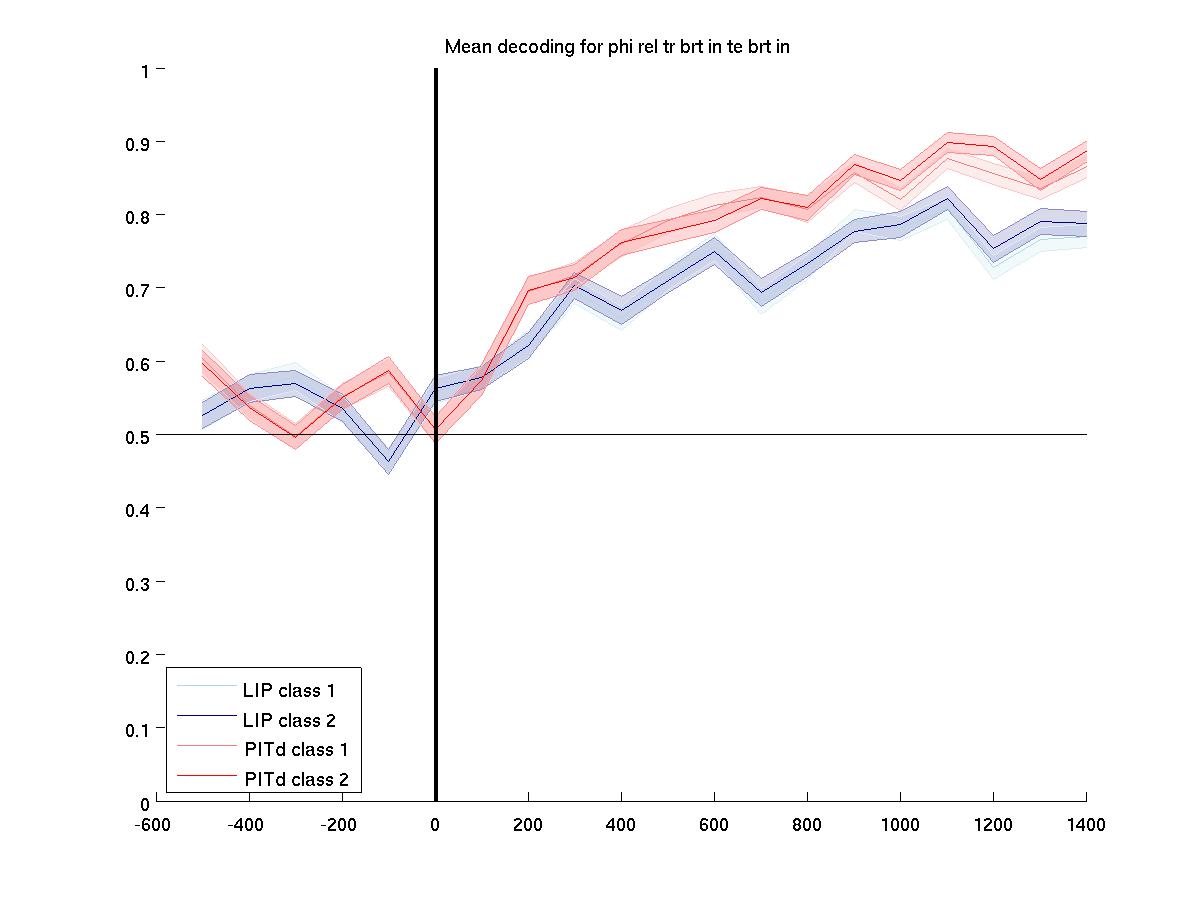 Mean decoding for phi rel tr brt in te brt in
1
0.9
0.8
0.7
0.6
0.5
0.4
0.3
0.2
0.1
0
LIP class 1
LIP class 2
PITd class 1
PITd class 2
-600 -400 -200 0 200 400 600 800 1000 1200 1400